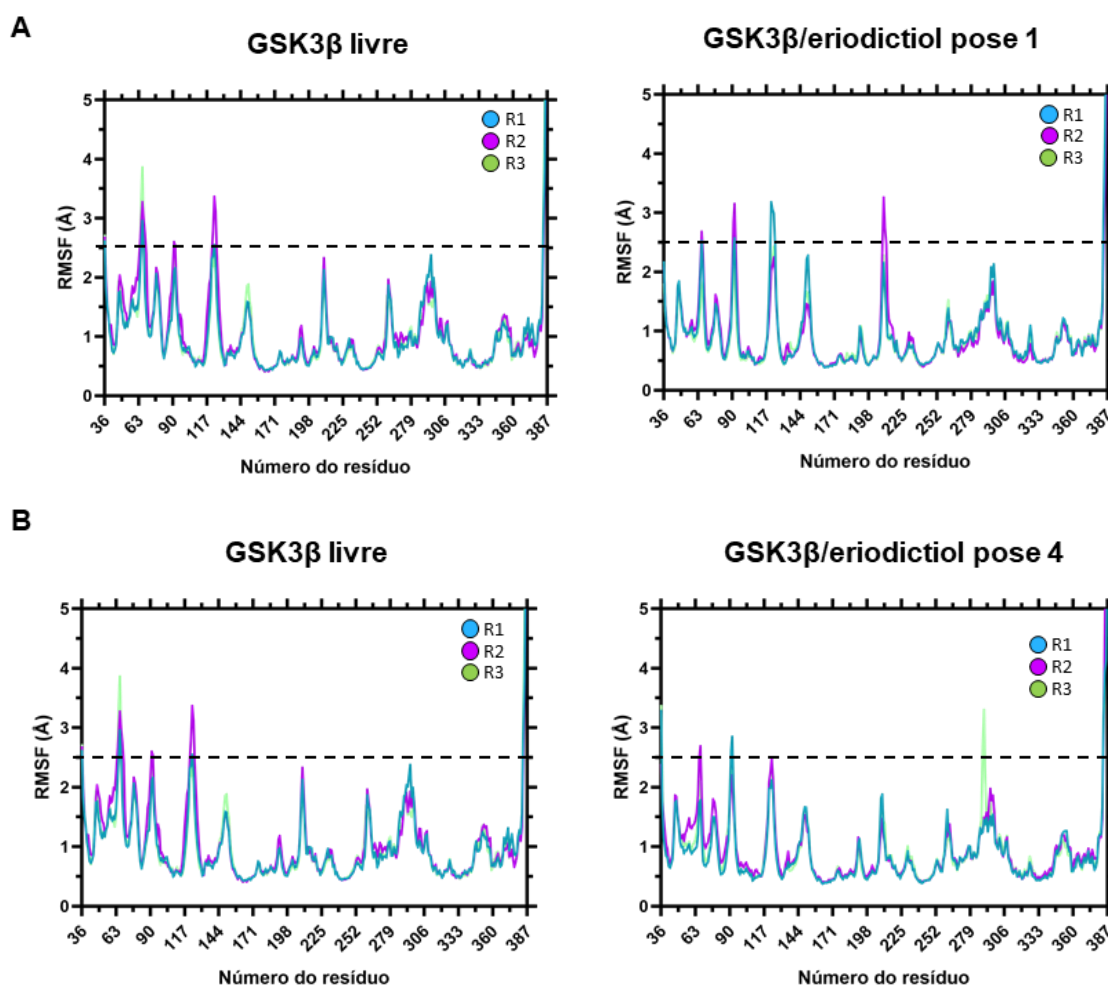 A
GSK3β livre
GSK3β/eriodictiol pose 1
RMSF (Å)
5
4
3
2
1
0
R1
R2
R3
36 63 90 117 144 171 198 225 252 279 306 333 360 387
Número do resíduo
RMSF (Å)
5
4
3
2
1
0
R1
R2
R3
36 63 90 117 144 171 198 225 252 279 306 333 360 387
Número do resíduo
B
GSK3β livre
GSK3β/eriodictiol pose 4
RMSF (Å)
5
4
3
2
1
0
R1
R2
R3
36 63 90 117 144 171 198 225 252 279 306 333 360 387
Número do resíduo
RMSF (Å)
5
4
3
2
1
0
R1
R2
R3
36 63 90 117 144 171 198 225 252 279 306 333 360 387
Número do resíduo